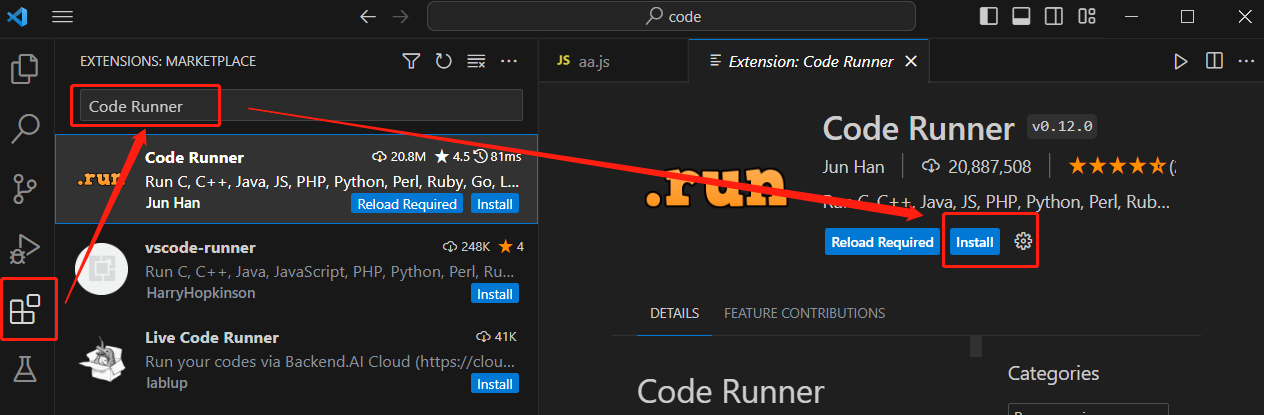 code
EXTENSIONS: MARKETPLACE
Code Runner
.run
Code Runner 20.8M 4.5 81ms
Run C, C++, Java, JS, PHP, Python, Perl, Ruby, Go, L...
Jun Han Reload Required Install
vscode-runner 248K 4
Run C, C++, Java, JavaScript, PHP, Python, Perl, Ru...
HarryHopkinson Install
Live Code Runner 41K
Run your codes via Backend.AI Cloud (https://clou...
lablup Install
JS aa.js
Extension: Code Runner
.run
Code Runner v0.12.0
Jun Han 20,887,508
Run C, C++, Java, JS, PHP, Python, Perl, Rub...
Reload Required Install
DETAILS FEATURE CONTRIBUTIONS
Code Runner
Categories